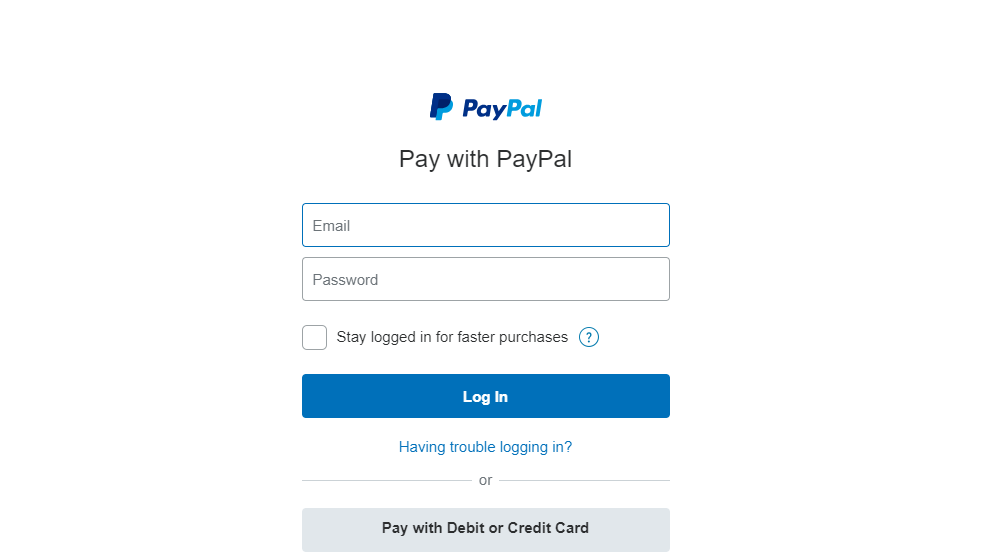 PayPal
Pay with PayPal
Email
Password
Stay logged in for faster purchases ?
Log In
Having trouble logging in?
or
Pay with Debit or Credit Card